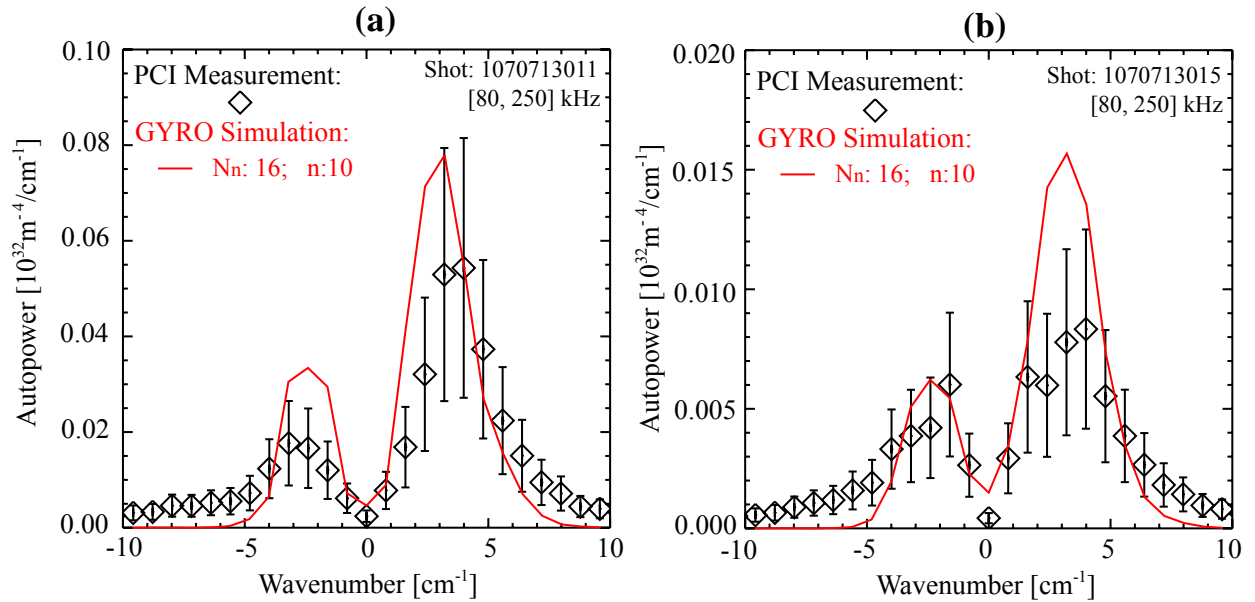 (a)
0.10
0.08
0.06
0.04
0.02
0.00
-10
-5
0
5
10
Autopower [10³²m⁻⁴/cm⁻¹]
Wavenumber [cm⁻¹]
PCI Measurement:
GYRO Simulation:
Nn: 16; n:10
Shot: 1070713011
[80, 250] kHz
(b)
0.020
0.015
0.010
0.005
0.000
-10
-5
0
5
10
Autopower [10³²m⁻⁴/cm⁻¹]
Wavenumber [cm⁻¹]
PCI Measurement:
GYRO Simulation:
Nn: 16; n:10
Shot: 1070713015
[80, 250] kHz